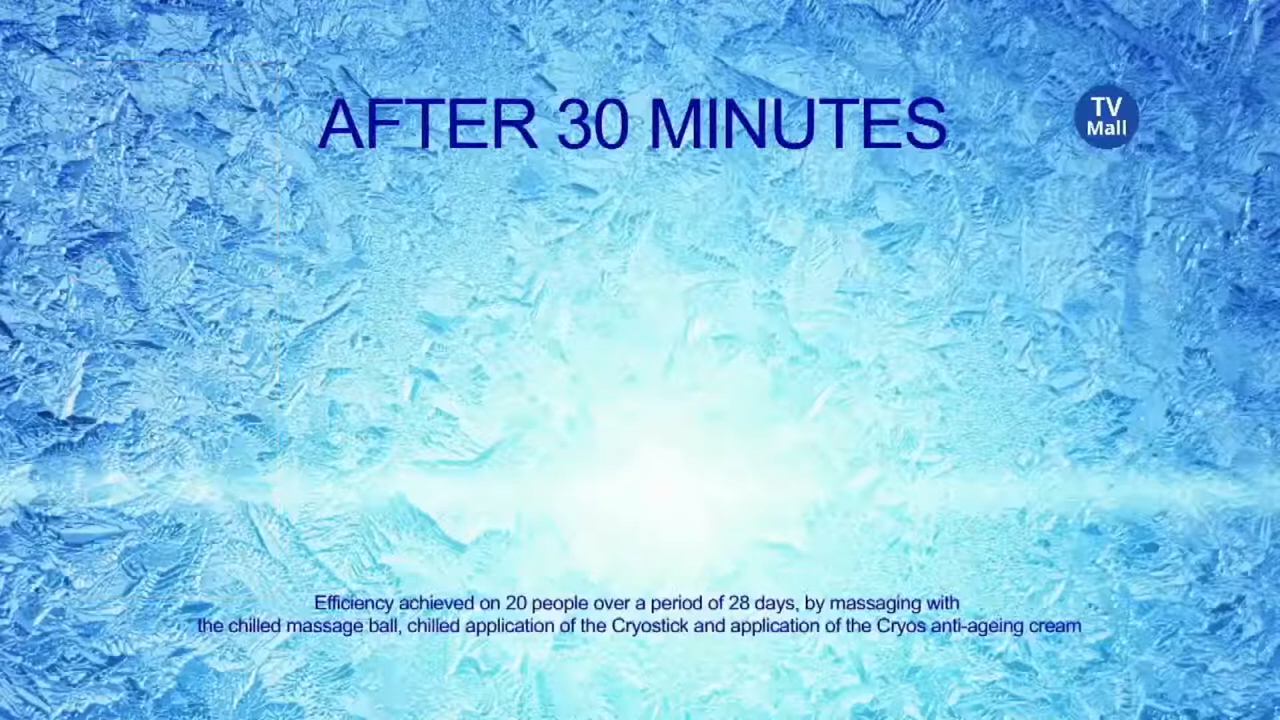 AFTER 30 MINUTES
TV
Mall
Efficiency achieved on 20 people over a period of 28 days, by massaging with
the chilled massage ball, chilled application of the Cryostick and application of the Cryos anti-ageing cream